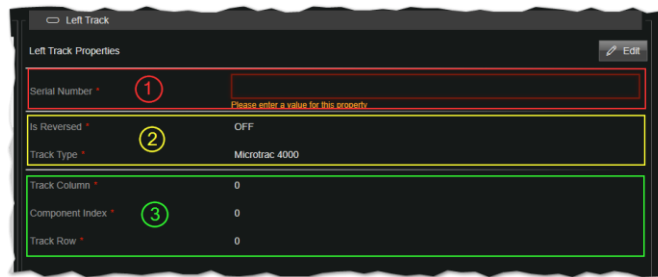 Left Track
Left Track Properties
Edit
Serial Number *
1
Please enter a value for this property
Is Reversed * OFF
2
Track Type * Microtrac 4000
Track Column * 0
Component Index * 0
3
Track Row * 0